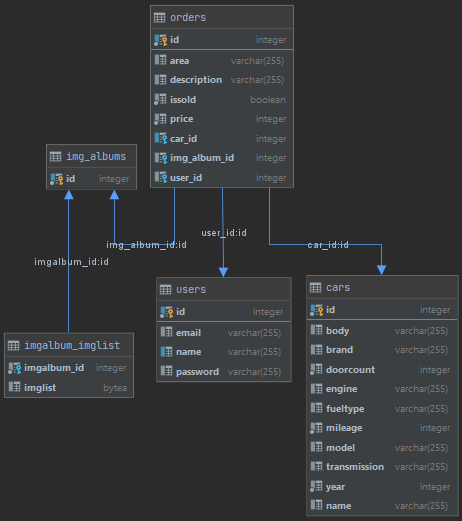 orders
id integer
area varchar(255)
description varchar(255)
issold boolean
price integer
car_id integer
img_album_id integer
user_id integer
img_albums
id integer
img_album_id:id
user_id:id
car_id:id
imgalbum_id:id
users
id integer
email varchar(255)
name varchar(255)
password varchar(255)
cars
id integer
body varchar(255)
brand varchar(255)
doorcount integer
engine varchar(255)
fueltype varchar(255)
mileage integer
model varchar(255)
transmission varchar(255)
year integer
name varchar(255)
imgalbum_imglist
imgalbum_id integer
imglist bytea